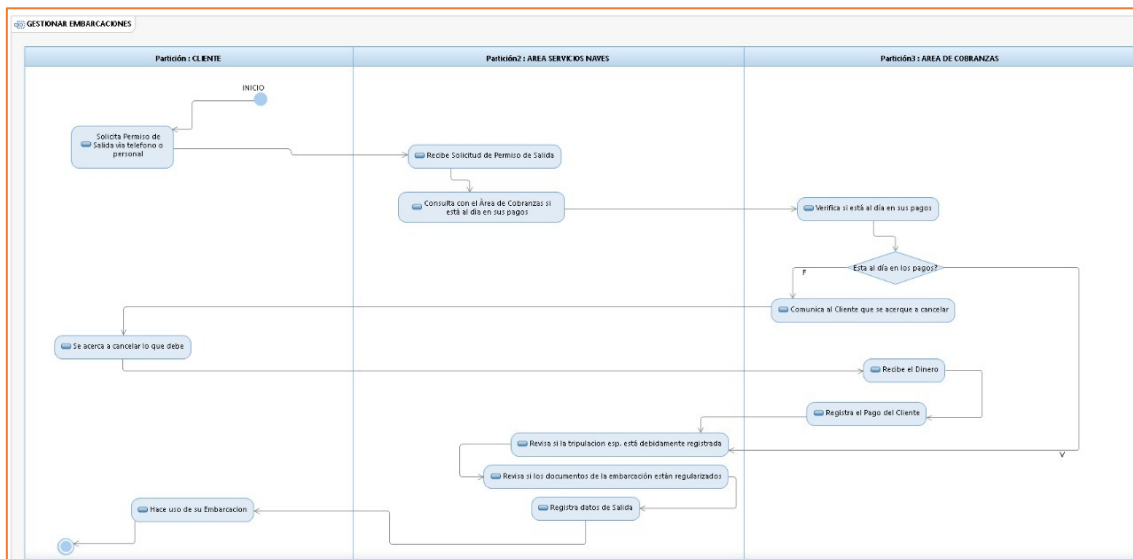 GESTIONAR EMBARCACIONES
Partición : CLIENTE
Partición2 : AREA SERVICIOS NAVES
Partición3 : AREA DE COBRANZAS
INICIO
Solicita Permiso de
Salida via telefono o
personal
Recibe Solicitud de Permiso de Salida
Consulta con el Área de Cobranzas si
está al día en sus pagos
Verifica si está al día en sus pagos
Esta al día en los pagos?
F
Comunica al Cliente que se acerque a cancelar
Se acerca a cancelar lo que debe
Recibe el Dinero
Registra el Pago del Cliente
Revisa si la tripulacion esp. está debidamente registrada
V
Revisa si los documentos de la embarcación están regularizados
Hace uso de su Embarcacion
Registra datos de Salida